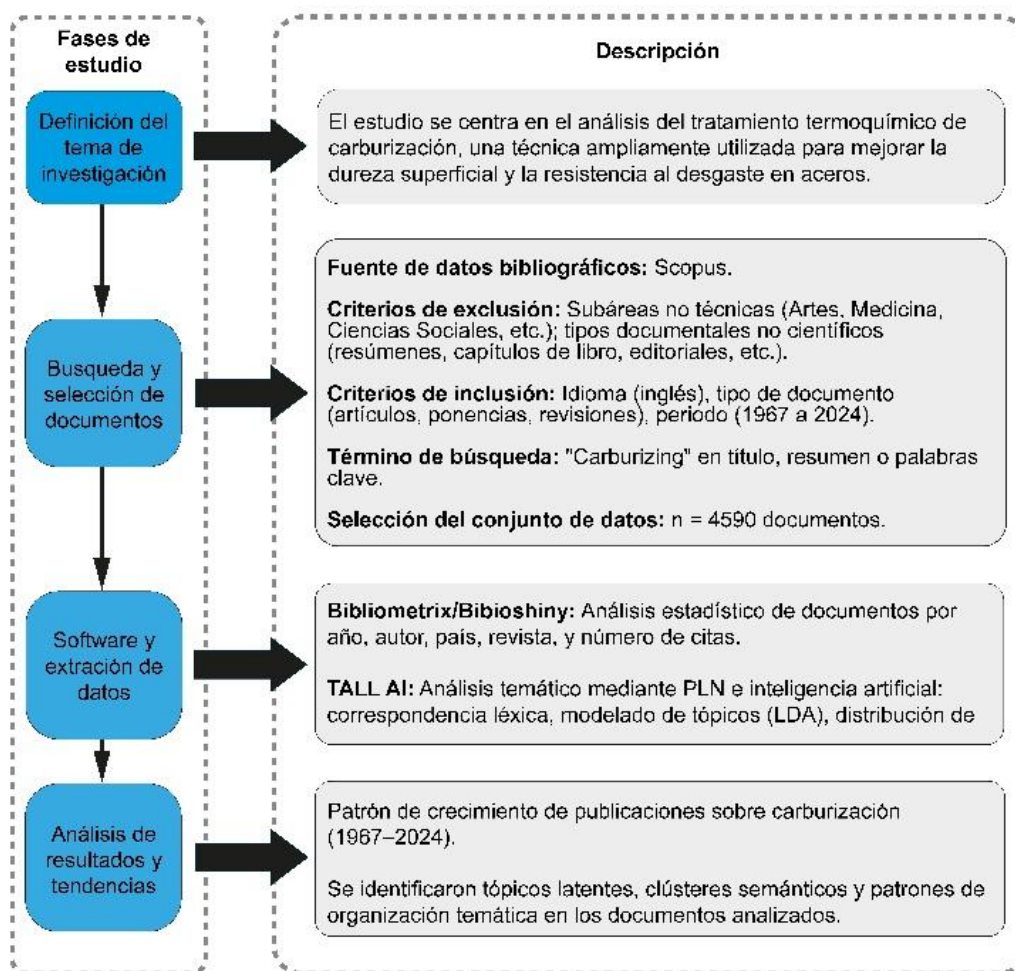 Fases de
estudio
Descripción
Definición del
tema de
investigación
El estudio se centra en el análisis del tratamiento termoquímico de
carburización, una técnica ampliamente utilizada para mejorar la
dureza superficial y la resistencia al desgaste en aceros.
Busqueda y
selección de
documentos
Fuente de datos bibliográficos: Scopus.
Criterios de exclusión: Subáreas no técnicas (Artes, Medicina,
Ciencias Sociales, etc.); tipos documentales no científicos
(resúmenes, capítulos de libro, editoriales, etc.).
Criterios de inclusión: Idioma (inglés), tipo de documento
(artículos, ponencias, revisiones), periodo (1967 a 2024).
Término de búsqueda: "Carburizing" en título, resumen o palabras
clave.
Selección del conjunto de datos: n = 4590 documentos.
Software y
extracción de
datos
Bibliometrix/Bibioshiny: Análisis estadístico de documentos por
año, autor, país, revista, y número de citas.
TALL AI: Análisis temático mediante PLN e inteligencia artificial:
correspondencia léxica, modelado de tópicos (LDA), distribución de
Análisis de
resultados y
tendencias
Patrón de crecimiento de publicaciones sobre carburización
(1967–2024).
Se identificaron tópicos latentes, clústeres semánticos y patrones de
organización temática en los documentos analizados.